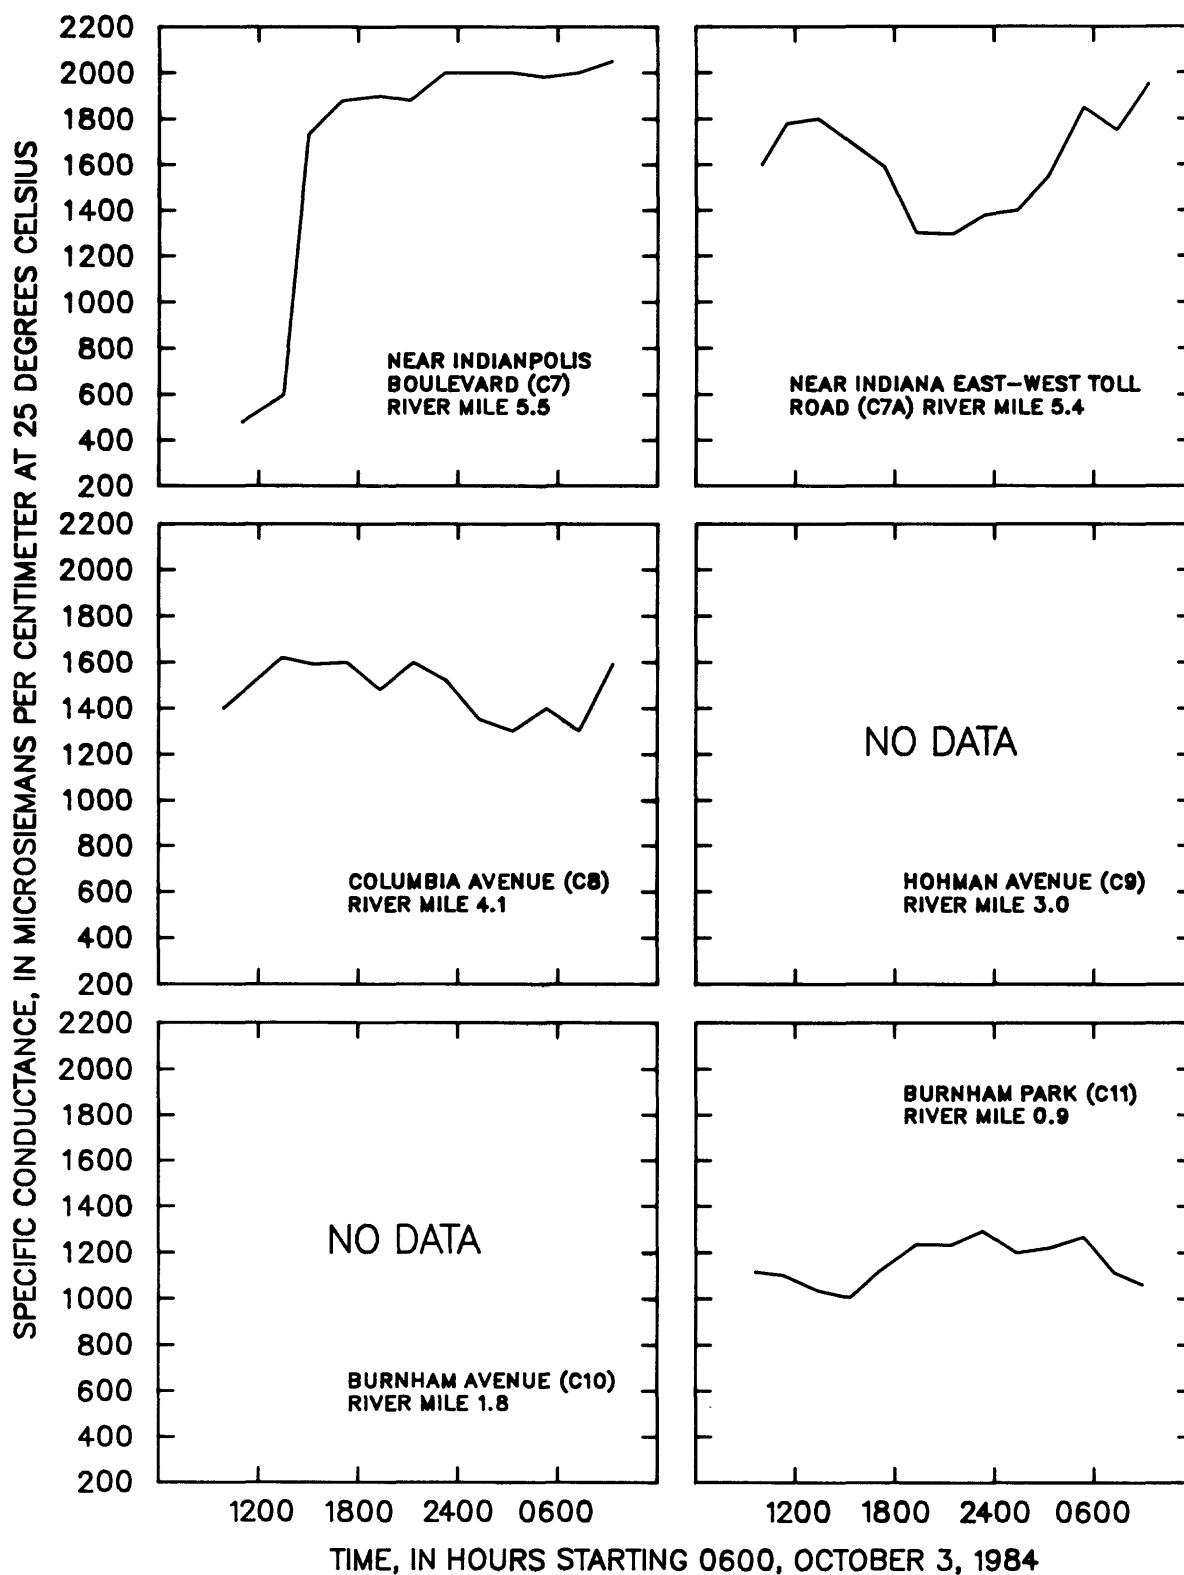 SPECIFIC CONDUCTANCE, IN MICROSIEMANS PER CENTIMETER AT 25 DEGREES CELSIUS
2200
2000
1800
1600
1400
1200
1000
800
600
400
200
NEAR INDIANPOLIS
BOULEVARD (C7)
RIVER MILE 5.5
NEAR INDIANA EAST-WEST TOLL
ROAD (C7A) RIVER MILE 5.4
2200
2000
1800
1600
1400
1200
1000
800
600
400
200
COLUMBIA AVENUE (C8)
RIVER MILE 4.1
NO DATA
HOHMAN AVENUE (C9)
RIVER MILE 3.0
2200
2000
1800
1600
1400
1200
1000
800
600
400
200
NO DATA
BURNHAM AVENUE (C10)
RIVER MILE 1.8
BURNHAM PARK (C11)
RIVER MILE 0.9
1200 1800 2400 0600
1200 1800 2400 0600
TIME, IN HOURS STARTING 0600, OCTOBER 3, 1984